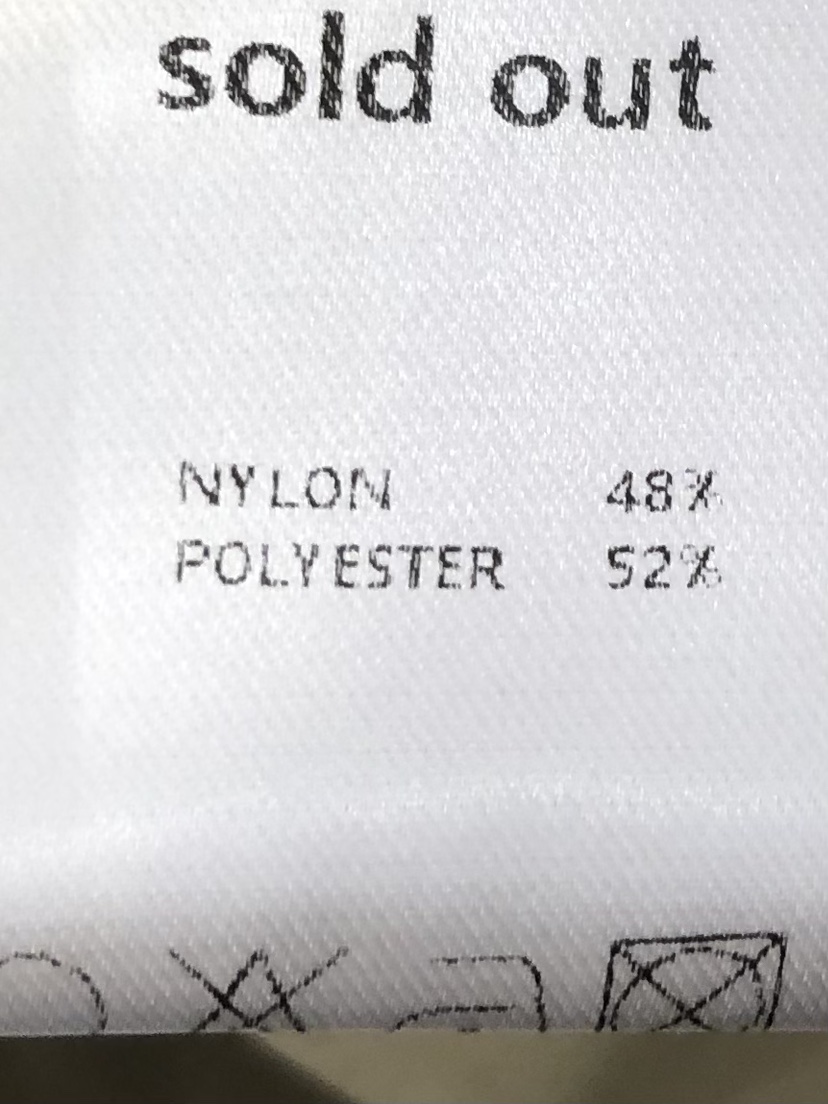 sold out
NYLON 48%
POLYESTER 52%